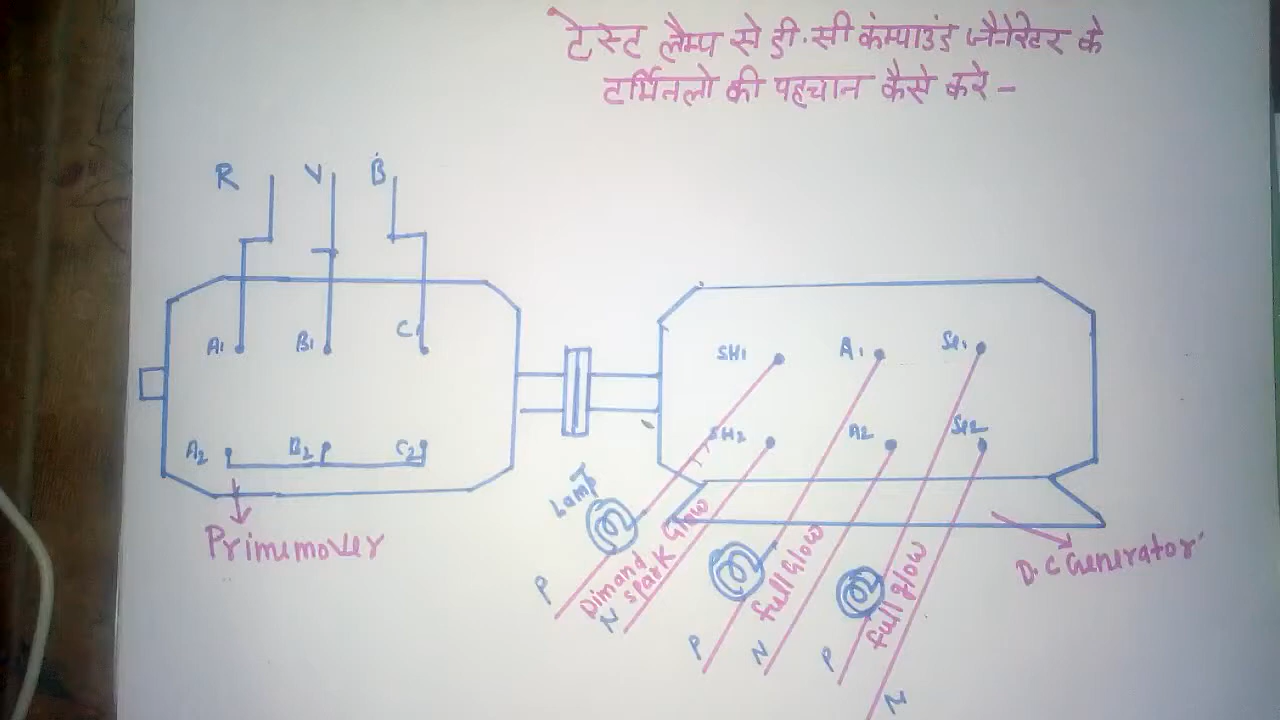 टेस्ट लैम्प से डी.सी कंम्पाउंड जैनेरेटर के
टर्मिनलो की पहचान कैसे करे -
R Y B
A1 B1 C1
A2 B2 C2
Primemover
SH1 A1 Se1
SH2 A2 Se2
Lamp
P Dimand spark Glow N
P full Glow N
P full glow N
D.C Generator